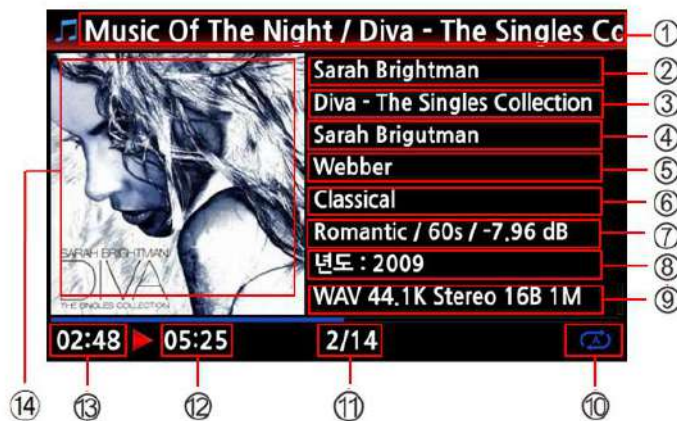 Music Of The Night / Diva - The Singles Co
①
Sarah Brightman
②
Diva - The Singles Collection
③
Sarah Brigutman
④
Webber
⑤
Classical
⑥
Romantic / 60s / -7.96 dB
⑦
년도 : 2009
⑧
WAV 44.1K Stereo 16B 1M
⑨
SARAH BRIGHTMAN
DIVA
THE SINGLES COLLECTION
02:48 05:25 2/14
⑭ ⑬ ⑫ ⑪ ⑩